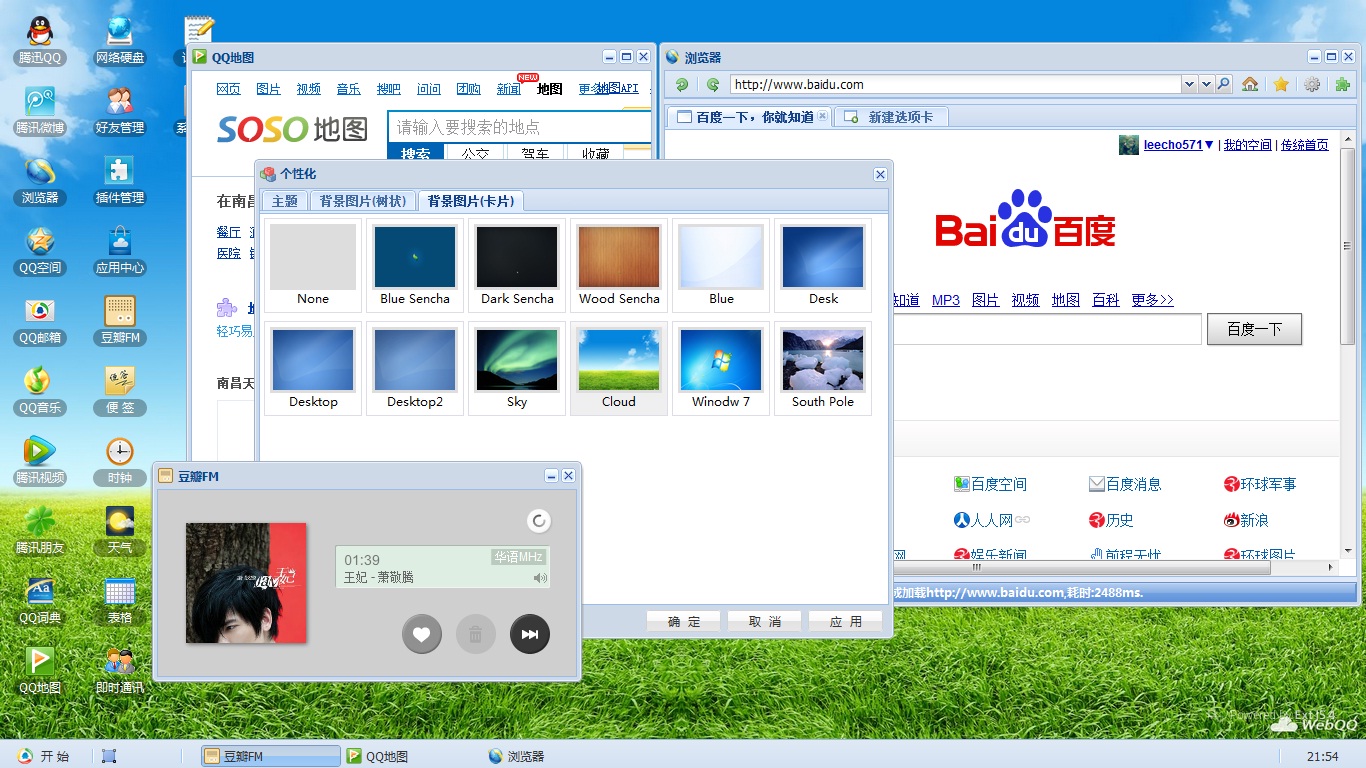 腾迅QQ
网络硬盘
腾讯微博
好友管理
浏览器
插件管理
QQ空间
应用中心
QQ邮箱
豆瓣FM
QQ音乐
便 签
腾讯视频
时钟
腾讯朋友
天气
QQ词典
表格
QQ地图
即时通讯
QQ地图
网页 图片 视频 音乐 搜吧 问问 团购 新闻 NEW 地图 地图API
SOSO 地图
请输入要搜索的地点
搜索 公交 驾车 收藏
在南昌
餐厅
医院
轻巧易
南昌天
浏览器
http://www.baidu.com
百度一下，你就知道 新建选项卡
leecho571▼ | 我的空间 | 传统首页
Bai du 百度
知道 MP3 图片 视频 地图 百科 更多>>
百度一下
百度空间 百度消息 环球军事
人人网 历史 新浪
网 娱乐新闻 前程无忧 环球图片
加载http://www.baidu.com,耗时:2488ms.
个性化
主题 背景图片(树状) 背景图片(卡片)
None Blue Sencha Dark Sencha Wood Sencha Blue Desk
Desktop Desktop2 Sky Cloud Winodw 7 South Pole
确 定 取 消 应 用
豆瓣FM
01:39 华语MHz
王妃 - 萧敬腾
王妃
Powered By ExtJS 4
WebQQ
开 始 豆瓣FM QQ地图 浏览器 21:54